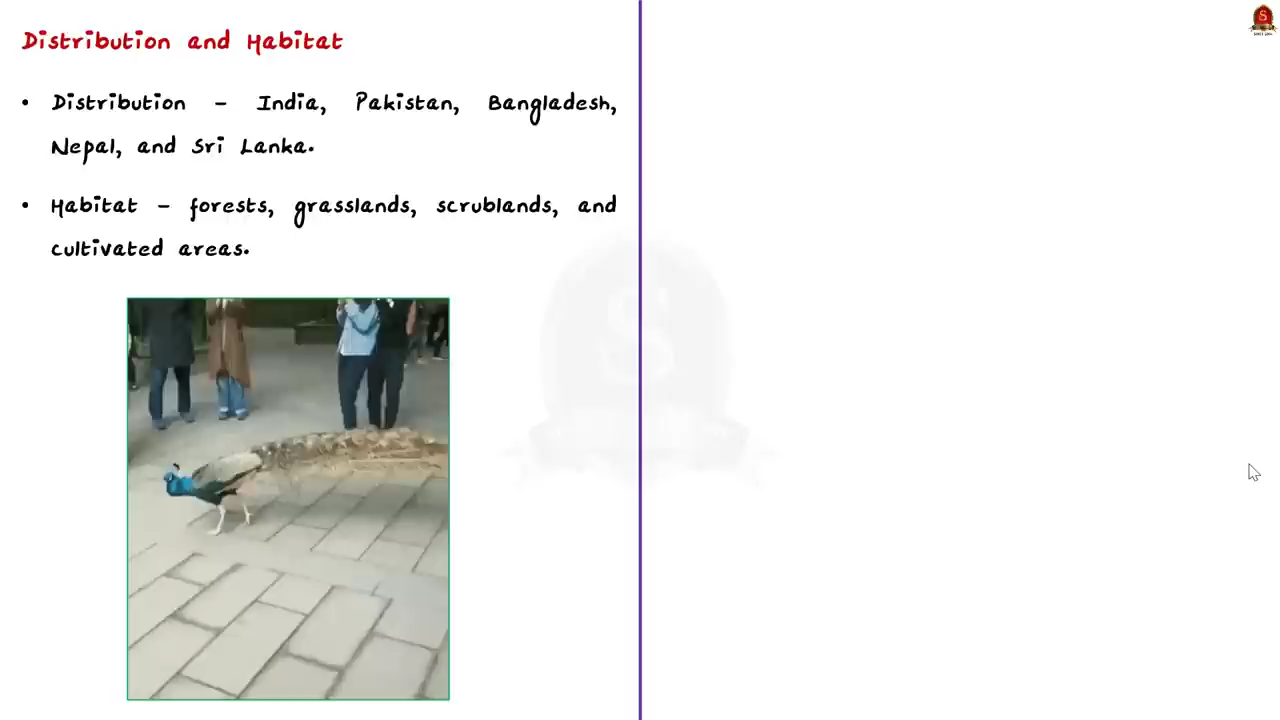 Distribution and Habitat
• Distribution – India, Pakistan, Bangladesh,
Nepal, and Sri Lanka.
• Habitat – forests, grasslands, scrublands, and
cultivated areas.
S
S